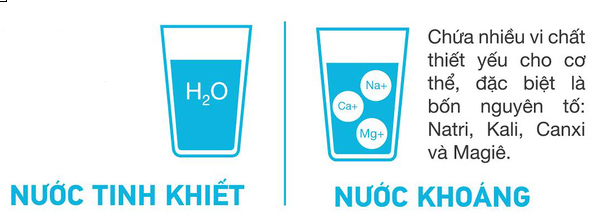 H₂O
NƯỚC TINH KHIẾT
Na+
Ca+
Mg+
Chứa nhiều vi chất
thiết yếu cho cơ
thể, đặc biệt là
bốn nguyên tố:
Natri, Kali, Canxi
và Magiê.
NƯỚC KHOÁNG